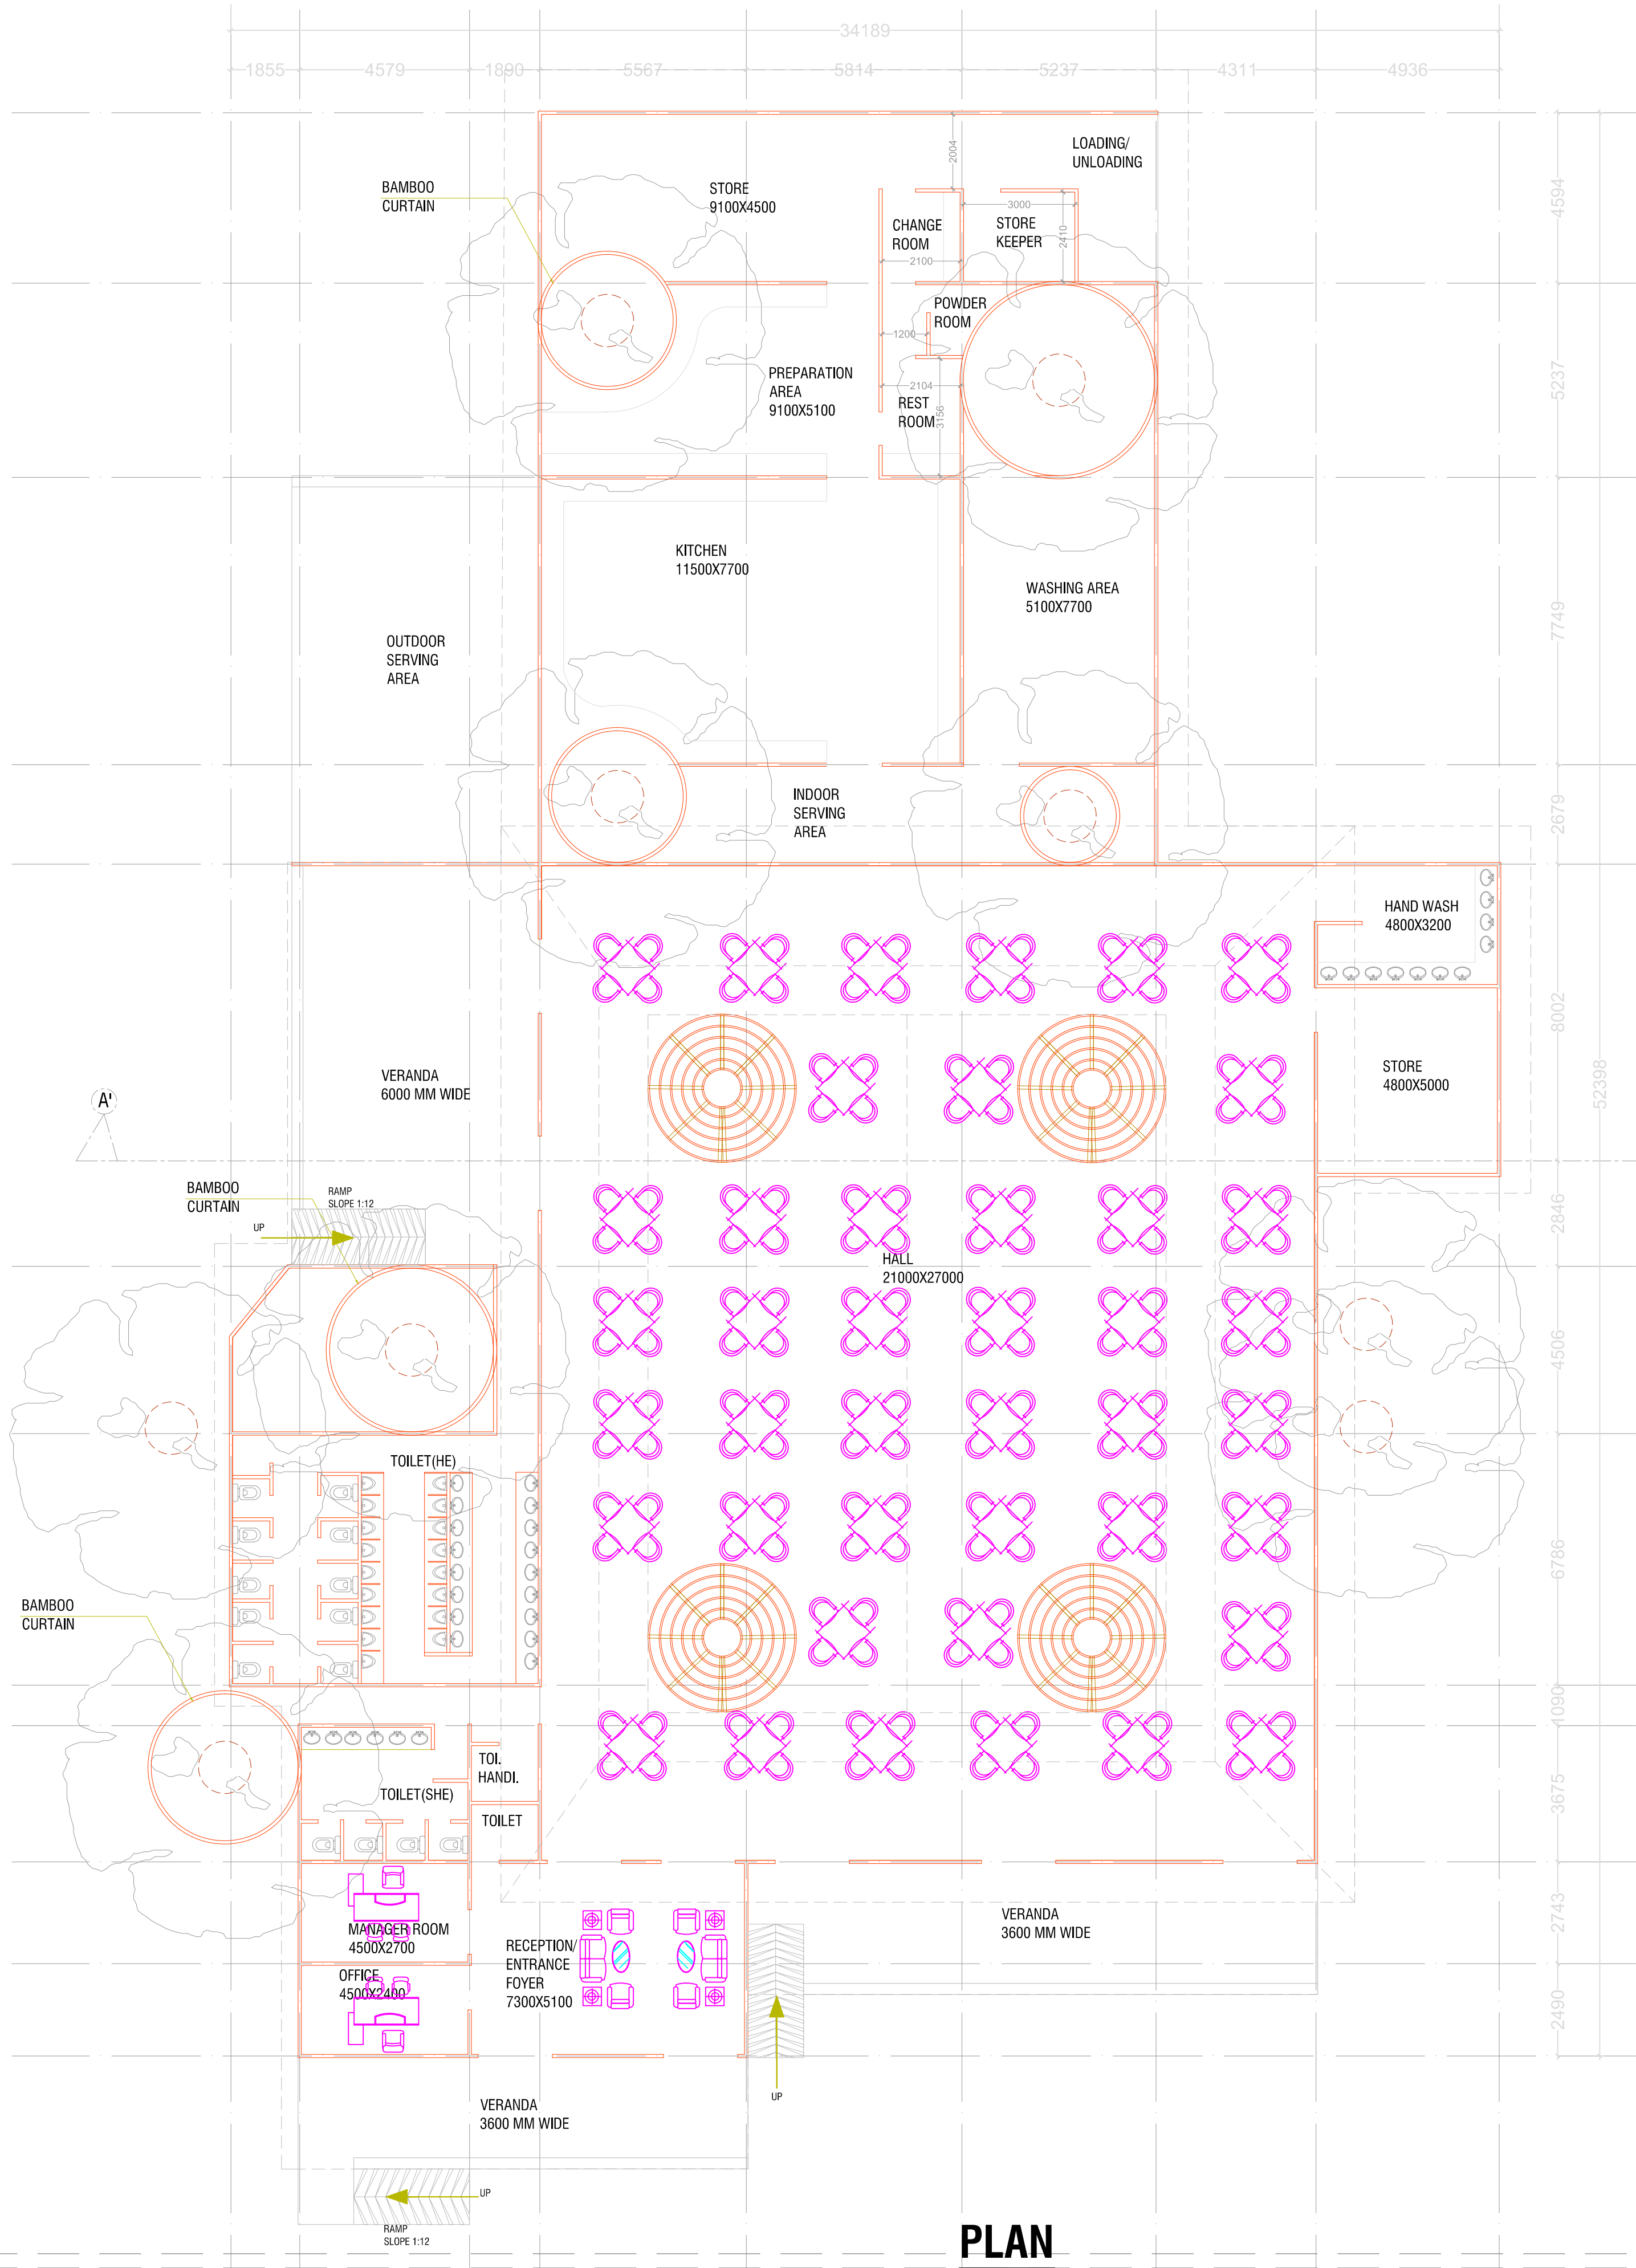 34189
1855 4579 1890 5567 5814 5237 4311 4936
LOADING/
UNLOADING
2004
BAMBOO
CURTAIN
STORE
9100X4500
4594
3000
CHANGE
ROOM
STORE
KEEPER
2410
2100
POWDER
ROOM
1200
PREPARATION
AREA
9100X5100
5237
2104
REST
ROOM
3156
KITCHEN
11500X7700
WASHING AREA
5100X7700
7749
OUTDOOR
SERVING
AREA
INDOOR
SERVING
AREA
2679
HAND WASH
4800X3200
8002
VERANDA
6000 MM WIDE
STORE
4800X5000
52398
A'
BAMBOO
CURTAIN
RAMP
SLOPE 1:12
UP
2846
HALL
21000X27000
4506
TOILET(HE)
6786
BAMBOO
CURTAIN
1090
TOI.
HANDI.
TOILET(SHE)
3675
TOILET
MANAGER ROOM
4500X2700
VERANDA
3600 MM WIDE
2743
RECEPTION/
ENTRANCE
FOYER
7300X5100
OFFICE
4500X2400
2490
UP
VERANDA
3600 MM WIDE
UP
RAMP
SLOPE 1:12
PLAN